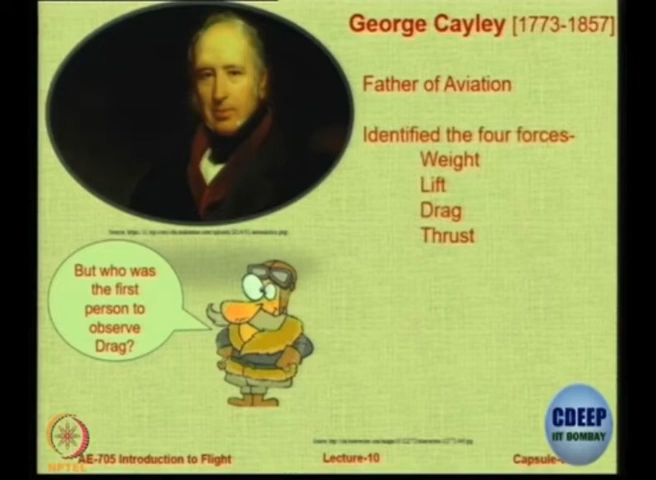 George Cayley [1773-1857]
Father of Aviation
Identified the four forces-
Weight
Lift
Drag
Thrust
But who was
the first
person to
observe
Drag?
CDEEP
IIT BOMBAY
NPTEL
AE-705 Introduction to Flight
Lecture-10
Capsule-